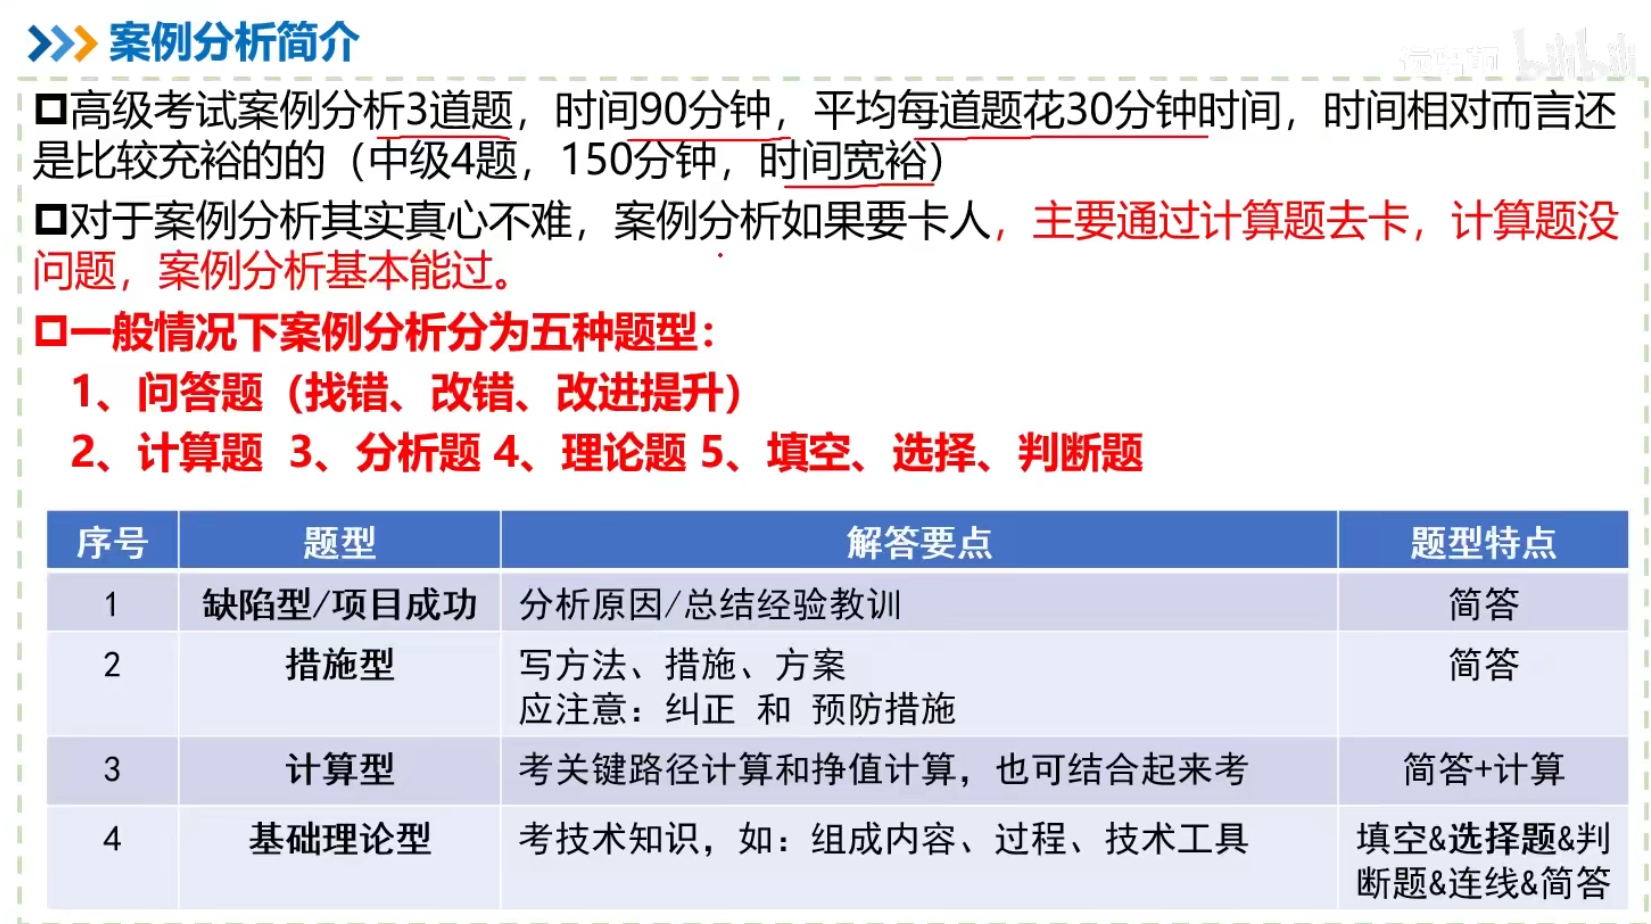 案例分析简介
bilibili
高级考试案例分析3道题，时间90分钟，平均每道题花30分钟时间，时间相对而言还
是比较充裕的的（中级4题，150分钟，时间宽裕）
对于案例分析其实真心不难，案例分析如果要卡人，主要通过计算题去卡，计算题没
问题，案例分析基本能过。
一般情况下案例分析分为五种题型：
1、问答题（找错、改错、改进提升）
2、计算题 3、分析题 4、理论题 5、填空、选择、判断题
序号 题型 解答要点 题型特点
1 缺陷型/项目成功 分析原因/总结经验教训 简答
2 措施型 写方法、措施、方案 简答
应注意：纠正 和 预防措施
3 计算型 考关键路径计算和挣值计算，也可结合起来考 简答+计算
4 基础理论型 考技术知识，如：组成内容、过程、技术工具 填空&选择题&判
断题&连线&简答